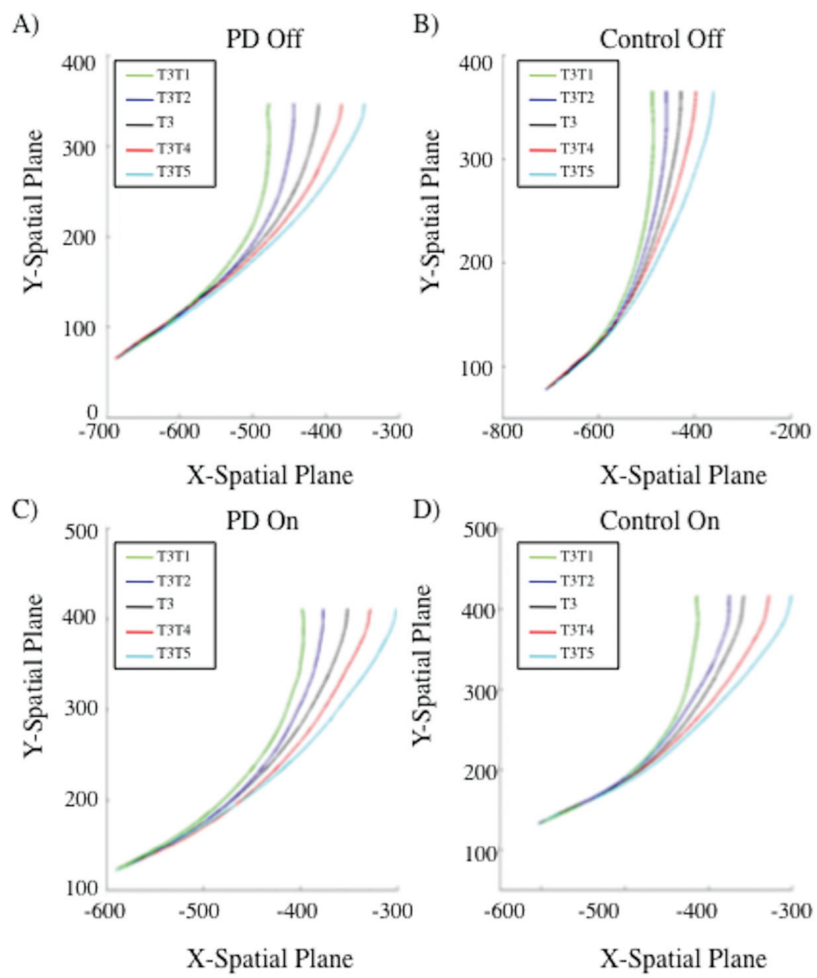 A)
PD Off
400
300
200
100
0
Y-Spatial Plane
T3T1
T3T2
T3
T3T4
T3T5
-700
-600
-500
-400
-300
X-Spatial Plane
B)
Control Off
400
300
200
100
Y-Spatial Plane
T3T1
T3T2
T3
T3T4
T3T5
-800
-600
-400
-200
X-Spatial Plane
C)
PD On
500
400
300
200
100
Y-Spatial Plane
T3T1
T3T2
T3
T3T4
T3T5
-600
-500
-400
-300
X-Spatial Plane
D)
Control On
500
400
300
200
100
Y-Spatial Plane
T3T1
T3T2
T3
T3T4
T3T5
-600
-500
-400
-300
X-Spatial Plane